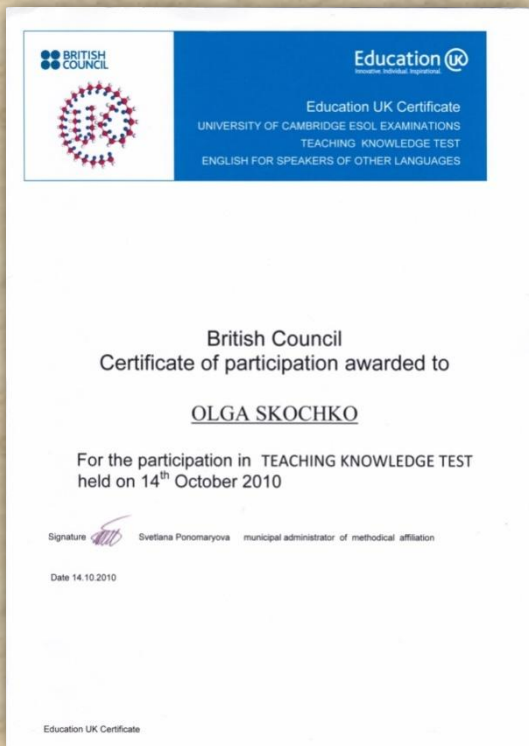 BRITISH
COUNCIL
Education UK
Innovative. Individual. Inspirational.
UK
Education UK Certificate
UNIVERSITY OF CAMBRIDGE ESOL EXAMINATIONS
TEACHING KNOWLEDGE TEST
ENGLISH FOR SPEAKERS OF OTHER LANGUAGES
British Council
Certificate of participation awarded to
OLGA SKOCHKO
For the participation in TEACHING KNOWLEDGE TEST
held on 14th October 2010
Signature Svetlana Ponomaryova municipal administrator of methodical affiliation
Date 14.10.2010
Education UK Certificate